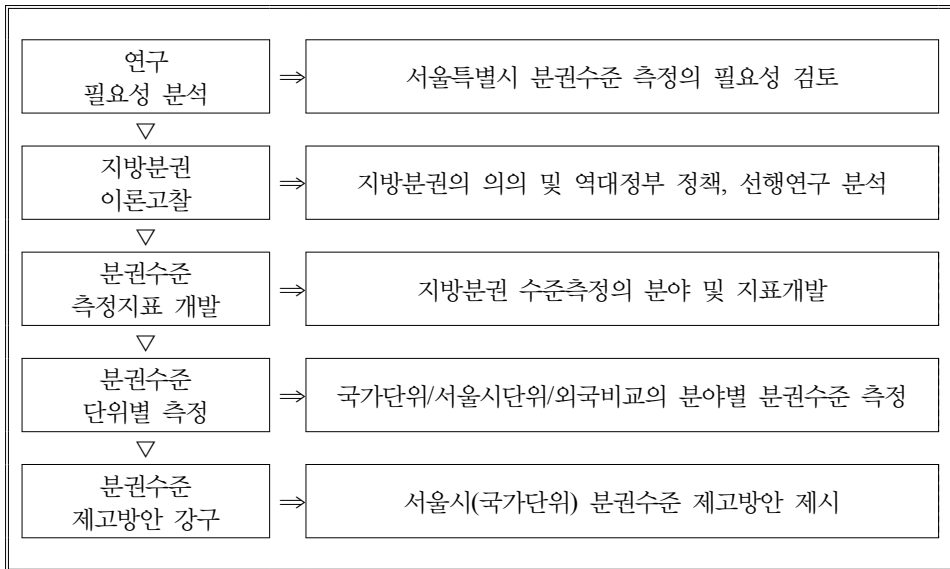 연구
필요성 분석
⇒
서울특별시 분권수준 측정의 필요성 검토
▽
지방분권
이론고찰
⇒
지방분권의 의의 및 역대정부 정책, 선행연구 분석
▽
분권수준
측정지표 개발
⇒
지방분권 수준측정의 분야 및 지표개발
▽
분권수준
단위별 측정
⇒
국가단위/서울시단위/외국비교의 분야별 분권수준 측정
▽
분권수준
제고방안 강구
⇒
서울시(국가단위) 분권수준 제고방안 제시